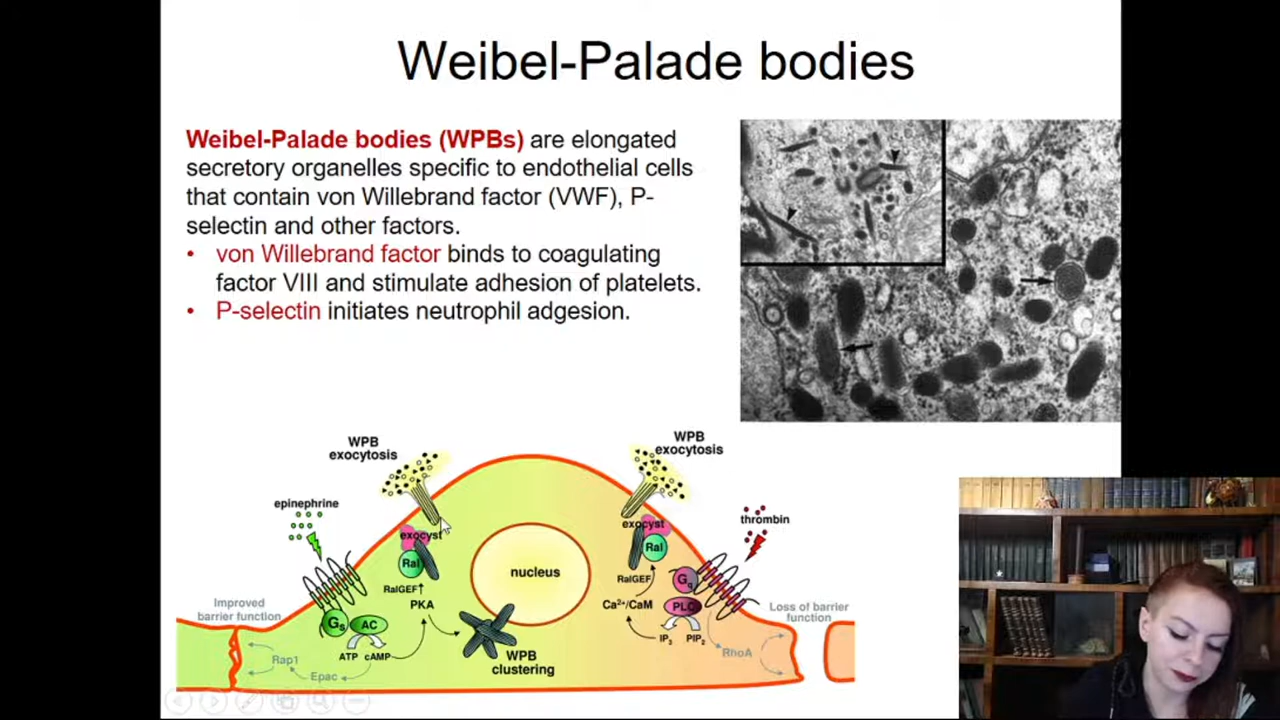 Weibel-Palade bodies
Weibel-Palade bodies (WPBs) are elongated
secretory organelles specific to endothelial cells
that contain von Willebrand factor (VWF), P-
selectin and other factors.
• von Willebrand factor binds to coagulating
factor VIII and stimulate adhesion of platelets.
• P-selectin initiates neutrophil adgesion.
WPB
exocytosis
WPB
exocytosis
epinephrine
thrombin
exocyst
exocyst
Ral
Ral
RalGEF↑
RalGEF
nucleus
PKA
Ca²⁺/CaM
Gq
PLC
Improved
barrier function
Loss of barrier
function
Gs
AC
ATP cAMP
IP₃ PIP₂
WPB
clustering
Rap1
Epac
RhoA